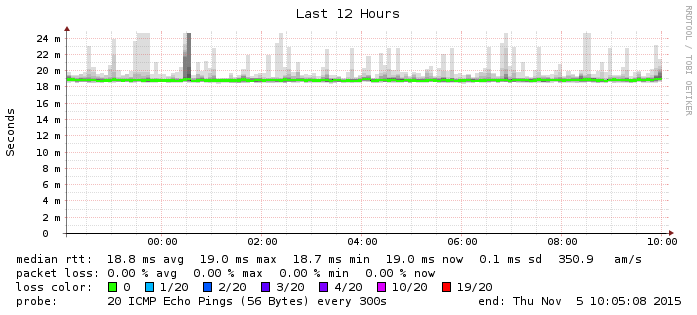 Last 12 Hours
RRDTOOL / TOBI OETIKER
Seconds
24 m
22 m
20 m
18 m
16 m
14 m
12 m
10 m
8 m
6 m
4 m
2 m
0
00:00 02:00 04:00 06:00 08:00 10:00
median rtt: 18.8 ms avg 19.0 ms max 18.7 ms min 19.0 ms now 0.1 ms sd 350.9 am/s
packet loss: 0.00 % avg 0.00 % max 0.00 % min 0.00 % now
loss color: 0 1/20 2/20 3/20 4/20 10/20 19/20
probe: 20 ICMP Echo Pings (56 Bytes) every 300s end: Thu Nov 5 10:05:08 2015